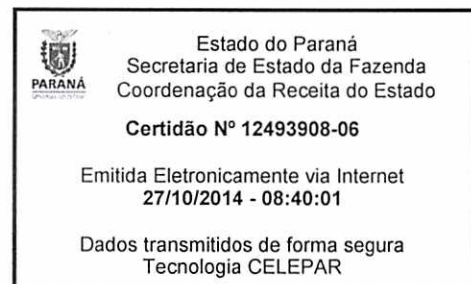 PARANÁ
Estado do Paraná
Secretaria de Estado da Fazenda
Coordenação da Receita do Estado
Certidão Nº 12493908-06
Emitida Eletronicamente via Internet
27/10/2014 - 08:40:01
Dados transmitidos de forma segura
Tecnologia CELEPAR